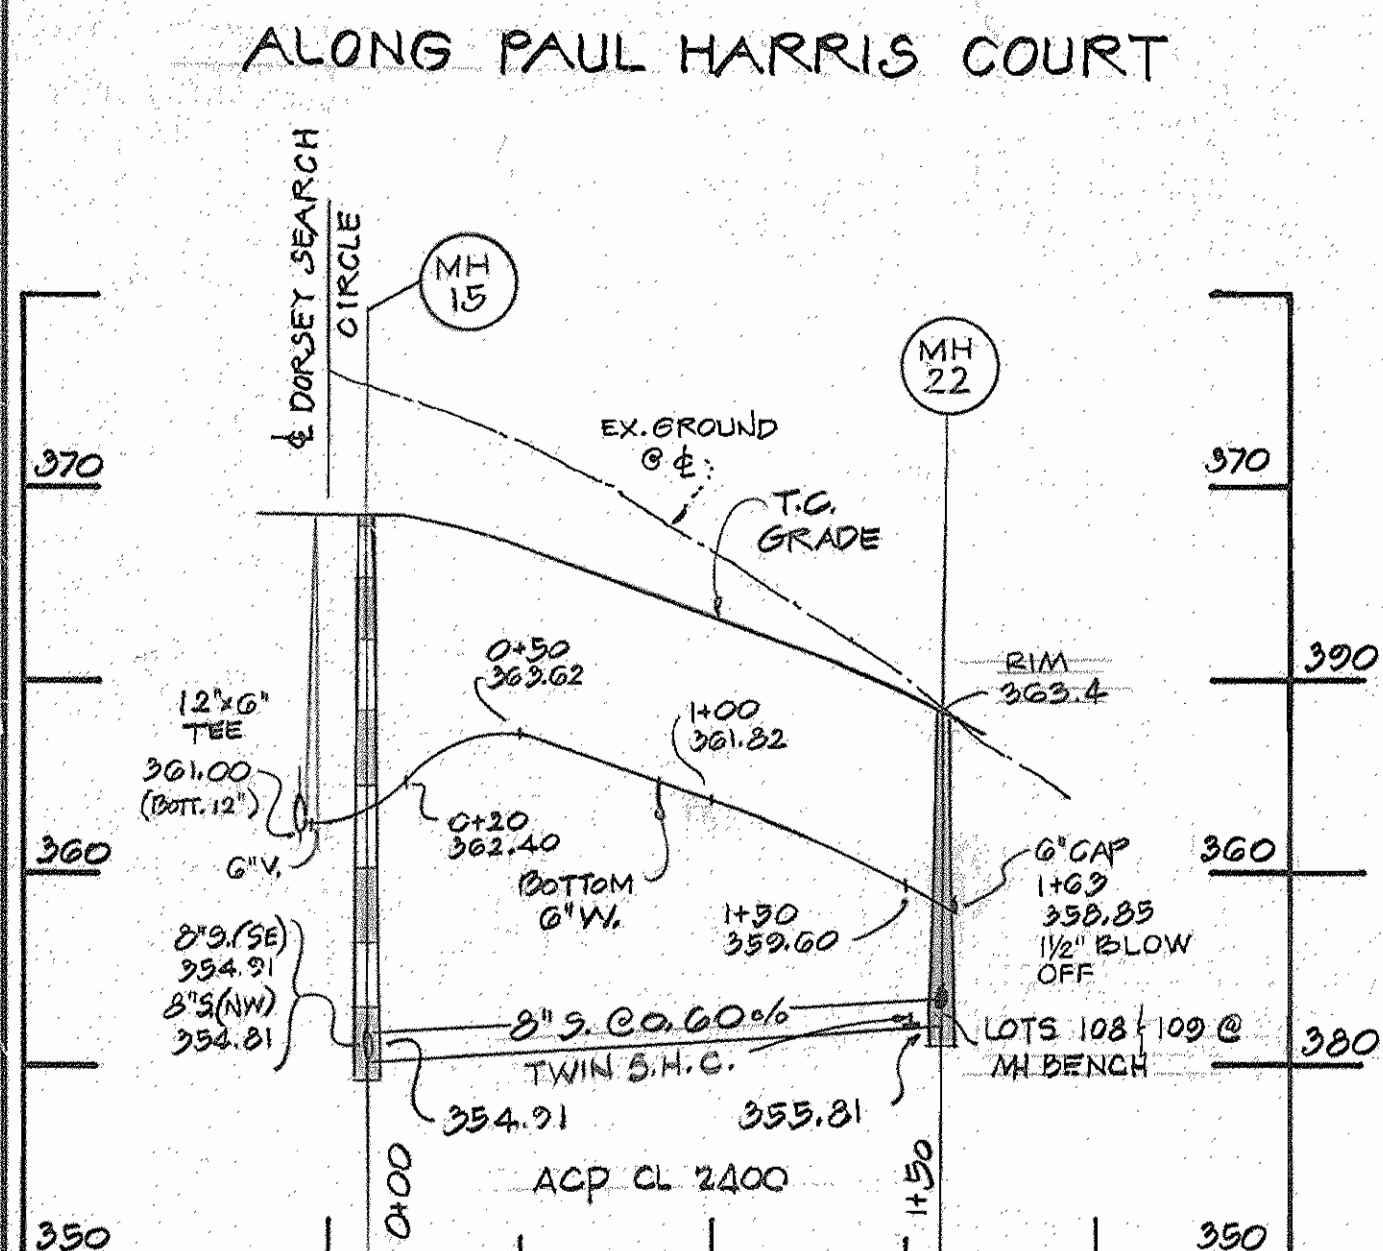 ALONG PAUL HARRIS COURT
℄ DORSEY SEARCH
CIRCLE
MH
15
MH
22
EX. GROUND
@ ℄
370
370
T.C.
GRADE
0+50
363.62
RIM
363.4
390
12"x6"
TEE
1+00
361.82
361.00
(BOTT. 12")
0+20
362.40
6"V.
360
BOTTOM
6"W.
360
6"CAP
1+63
358.85
1½" BLOW
OFF
1+50
359.60
8"S.(SE)
354.91
8"S(NW)
354.81
8" S. @ 0.60%
TWIN S.H.C.
LOTS 108 & 109 @
MH BENCH
380
354.91
355.81
0+00
ACP CL 2400
1+50
350
350